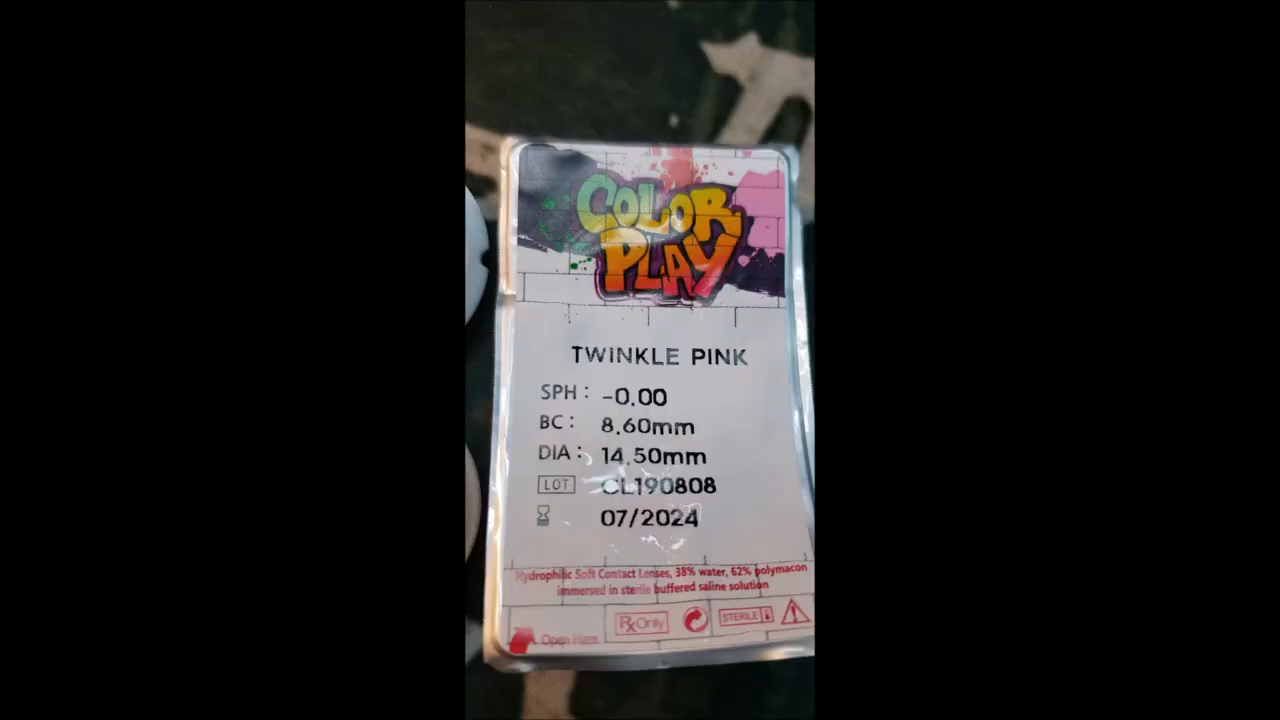 COLOR
PLAY
TWINKLE PINK
SPH : -0.00
BC : 8.60mm
DIA : 14.50mm
LOT CL190808
07/2024
Hydrophilic Soft Contact Lenses, 38% water, 62% polymacon
immersed in sterile buffered saline solution
Rx Only
STERILE
Open